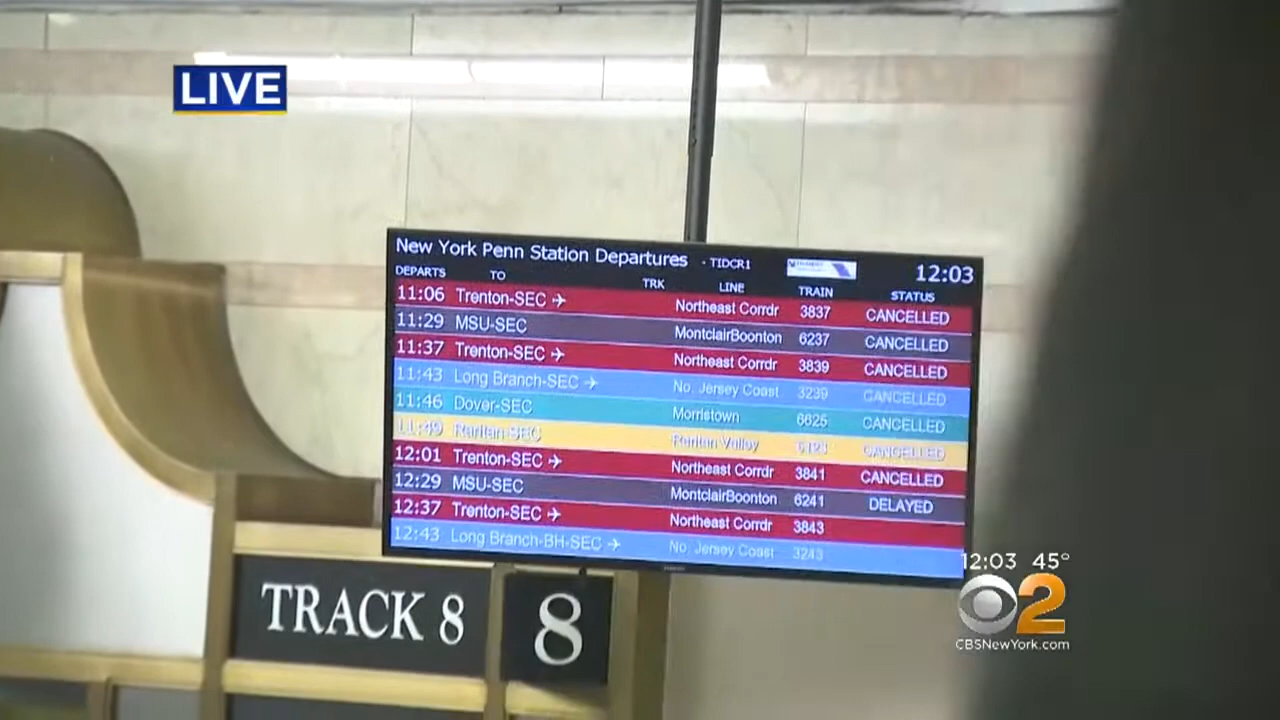 LIVE
New York Penn Station Departures - TIDCR1 12:03
DEPARTS TO TRK LINE TRAIN STATUS
11:06 Trenton-SEC ✈ Northeast Corrdr 3837 CANCELLED
11:29 MSU-SEC MontclairBoonton 6237 CANCELLED
11:37 Trenton-SEC ✈ Northeast Corrdr 3839 CANCELLED
11:43 Long Branch-SEC ✈ No. Jersey Coast 3239 CANCELLED
11:46 Dover-SEC Morristown 6625 CANCELLED
11:49 Raritan-SEC Raritan Valley CANCELLED
12:01 Trenton-SEC ✈ Northeast Corrdr 3841 CANCELLED
12:29 MSU-SEC MontclairBoonton 6241 DELAYED
12:37 Trenton-SEC ✈ Northeast Corrdr 3843
12:43 Long Branch-BH-SEC ✈ No. Jersey Coast 3243
TRACK 8 8
12:03 45°
2
CBSNewYork.com